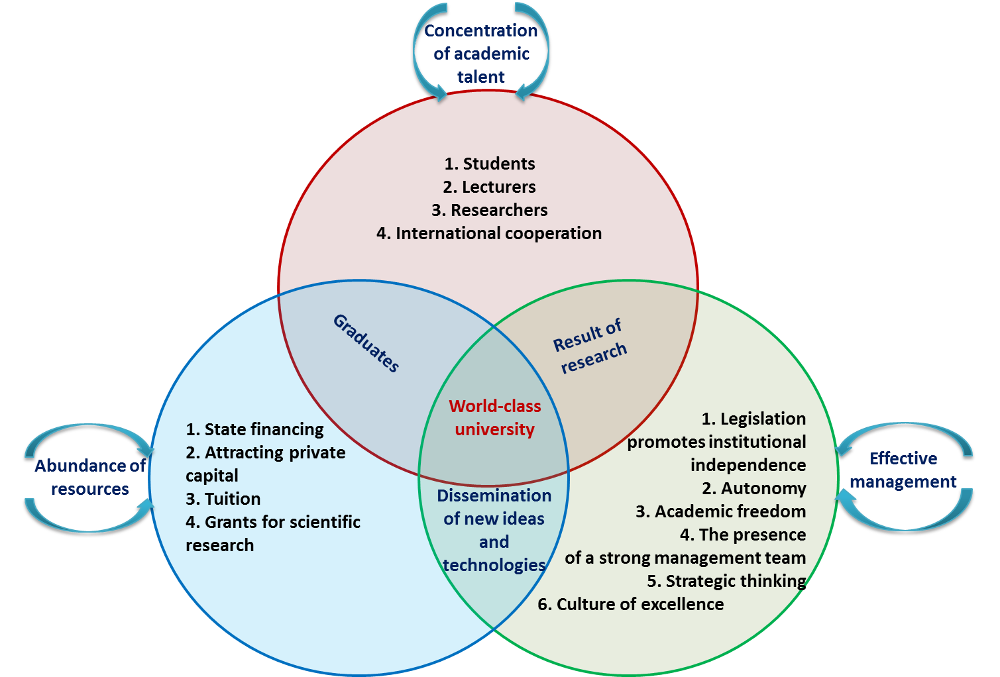 Concentration
of academic
talent
1. Students
2. Lecturers
3. Researchers
4. International cooperation
Graduates
Result of
research
World-class
university
Abundance of
resources
1. State financing
2. Attracting private
capital
3. Tuition
4. Grants for scientific
research
Dissemination
of new ideas
and
technologies
1. Legislation
promotes institutional
independence
2. Autonomy
3. Academic freedom
4. The presence
of a strong management team
5. Strategic thinking
6. Culture of excellence
Effective
management